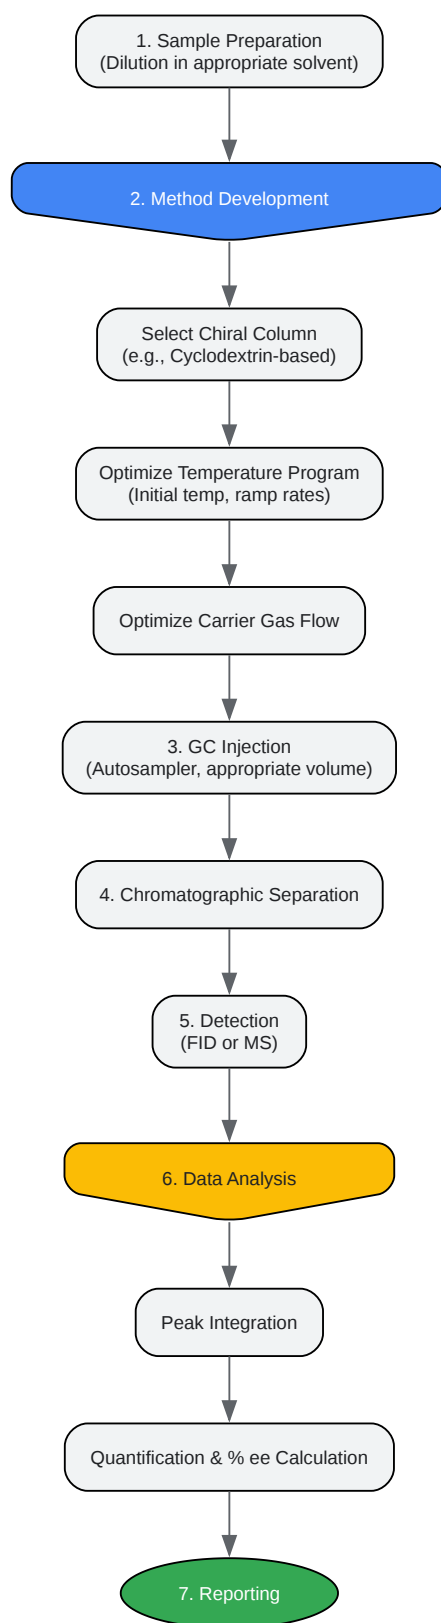 1. Sample Preparation
(Dilution in appropriate solvent)
2. Method Development
Select Chiral Column
(e.g., Cyclodextrin-based)
Optimize Temperature Program
(Initial temp, ramp rates)
Optimize Carrier Gas Flow
3. GC Injection
(Autosampler, appropriate volume)
4. Chromatographic Separation
5. Detection
(FID or MS)
6. Data Analysis
Peak Integration
Quantification & % ee Calculation
7. Reporting